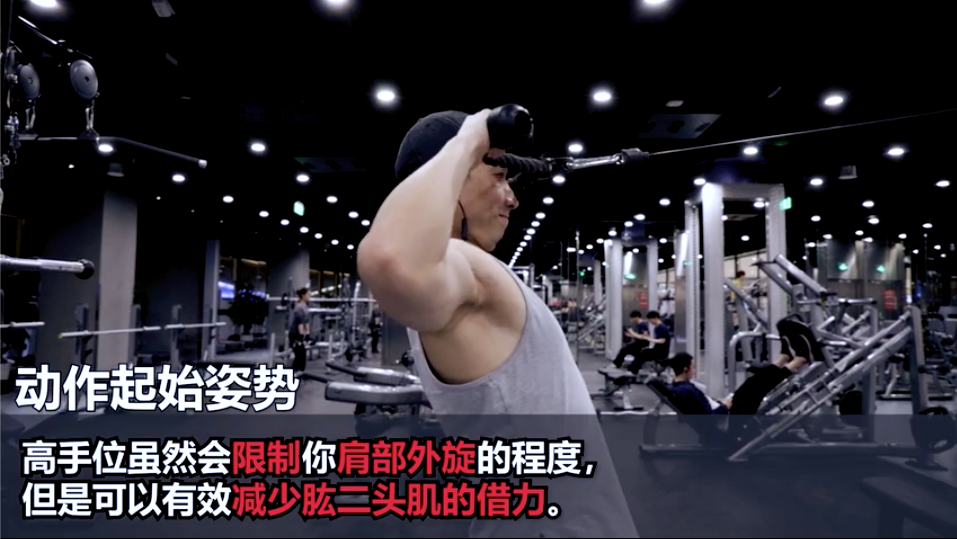 动作起始姿势
高手位虽然会限制你肩部外旋的程度，
但是可以有效减少肱二头肌的借力。